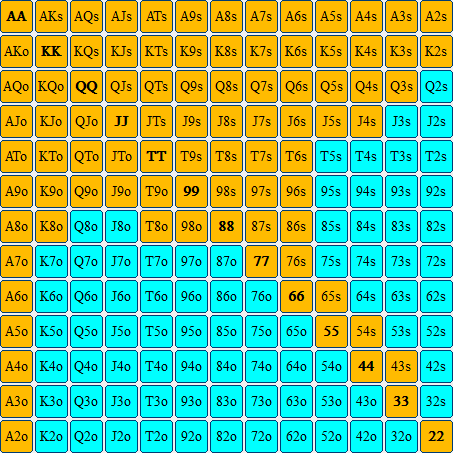 AA AKs AQs AJs ATs A9s A8s A7s A6s A5s A4s A3s A2s
AKo KK KQs KJs KTs K9s K8s K7s K6s K5s K4s K3s K2s
AQo KQo QQ QJs QTs Q9s Q8s Q7s Q6s Q5s Q4s Q3s Q2s
AJo KJo QJo JJ JTs J9s J8s J7s J6s J5s J4s J3s J2s
ATo KTo QTo JTo TT T9s T8s T7s T6s T5s T4s T3s T2s
A9o K9o Q9o J9o T9o 99 98s 97s 96s 95s 94s 93s 92s
A8o K8o Q8o J8o T8o 98o 88 87s 86s 85s 84s 83s 82s
A7o K7o Q7o J7o T7o 97o 87o 77 76s 75s 74s 73s 72s
A6o K6o Q6o J6o T6o 96o 86o 76o 66 65s 64s 63s 62s
A5o K5o Q5o J5o T5o 95o 85o 75o 65o 55 54s 53s 52s
A4o K4o Q4o J4o T4o 94o 84o 74o 64o 54o 44 43s 42s
A3o K3o Q3o J3o T3o 93o 83o 73o 63o 53o 43o 33 32s
A2o K2o Q2o J2o T2o 92o 82o 72o 62o 52o 42o 32o 22